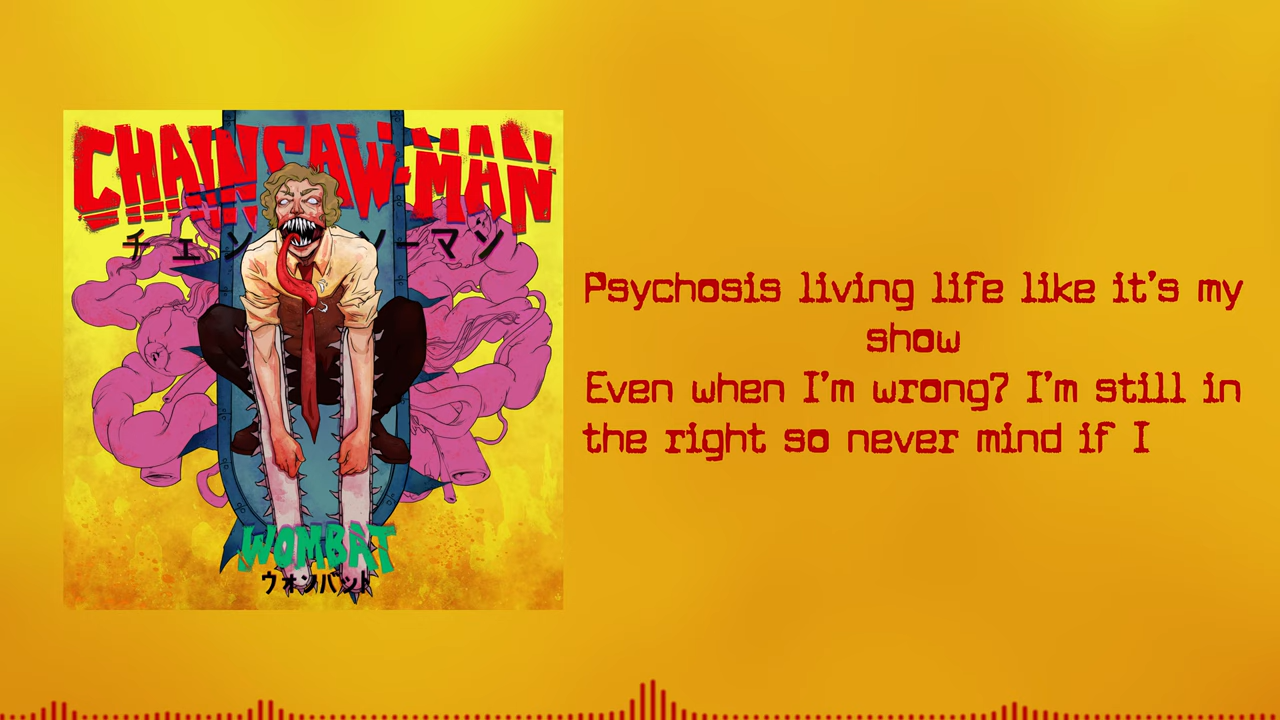 CHAINSAW-MAN
チェンソーマン
WOMBAT
ウォンバット
Psychosis living life like it's my
show
Even when I'm wrong? I'm still in
the right so never mind if I